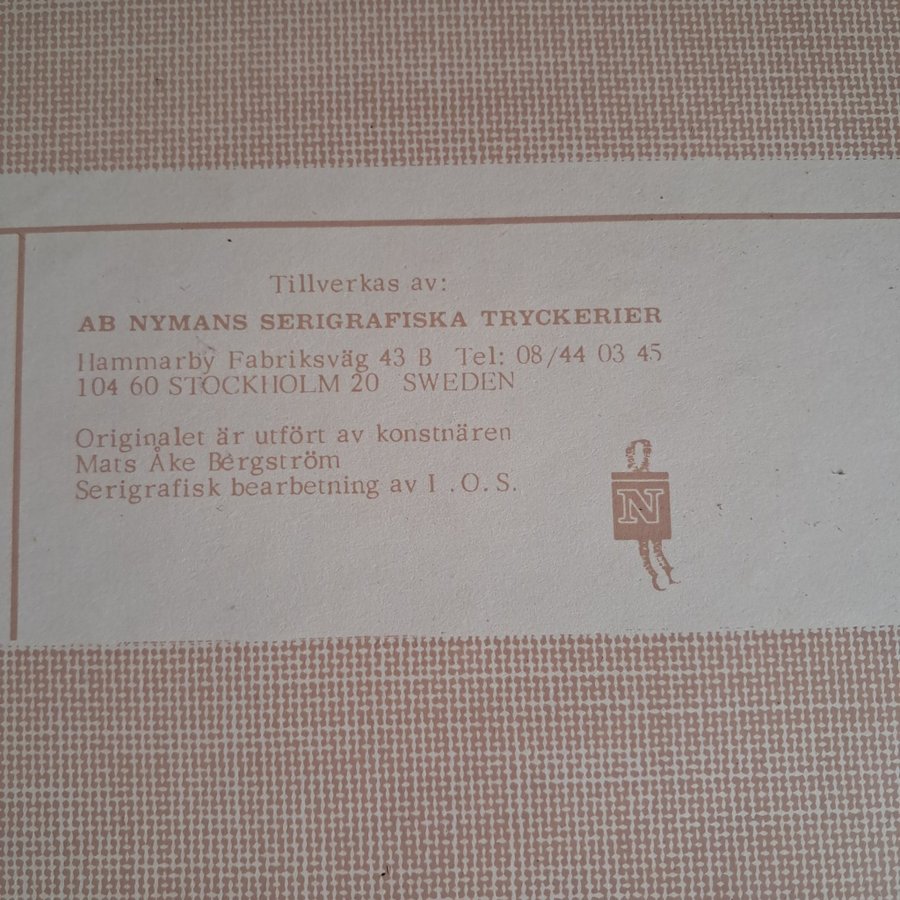 Tillverkas av:
AB NYMANS SERIGRAFISKA TRYCKERIER
Hammarby Fabriksväg 43 B Tel: 08/44 03 45
104 60 STOCKHOLM 20 SWEDEN
Originalet är utfört av konstnären
Mats Åke Bergström
Serigrafisk bearbetning av I .O.S.
N